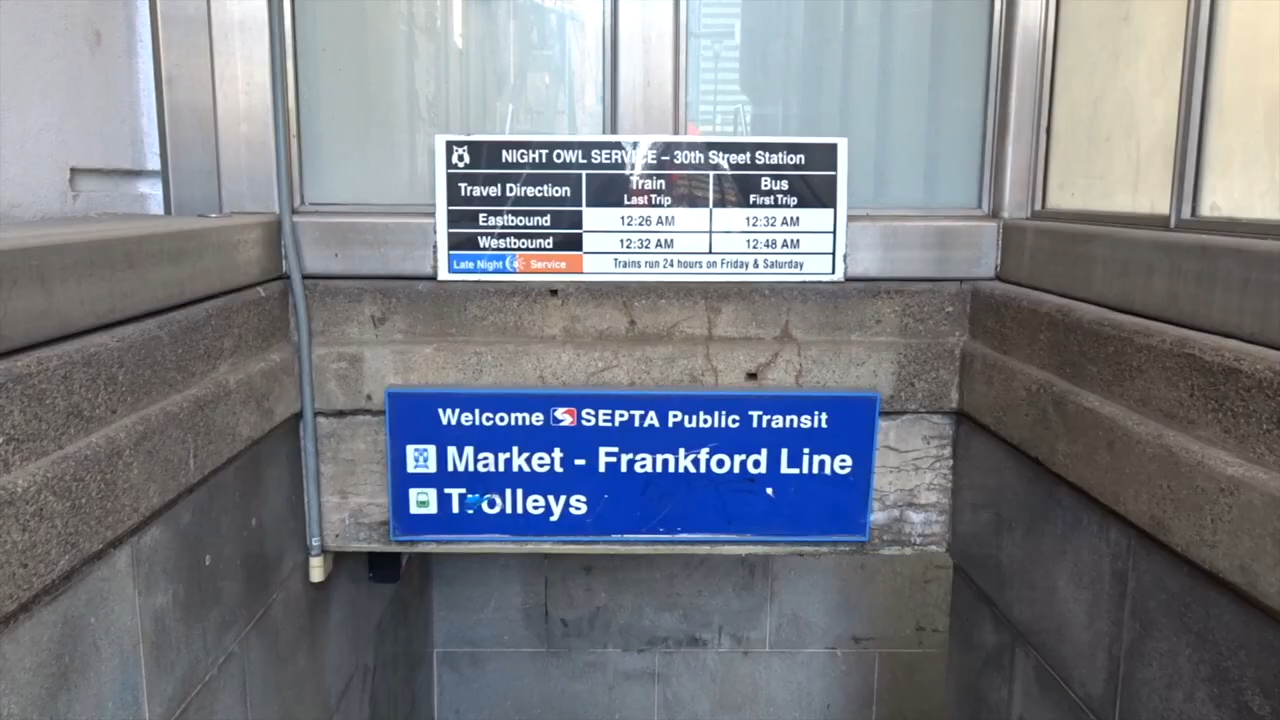 NIGHT OWL SERVICE – 30th Street Station
Travel Direction Train Last Trip Bus First Trip
Eastbound 12:26 AM 12:32 AM
Westbound 12:32 AM 12:48 AM
Late Night Service Trains run 24 hours on Friday & Saturday
Welcome SEPTA Public Transit
Market - Frankford Line
Trolleys